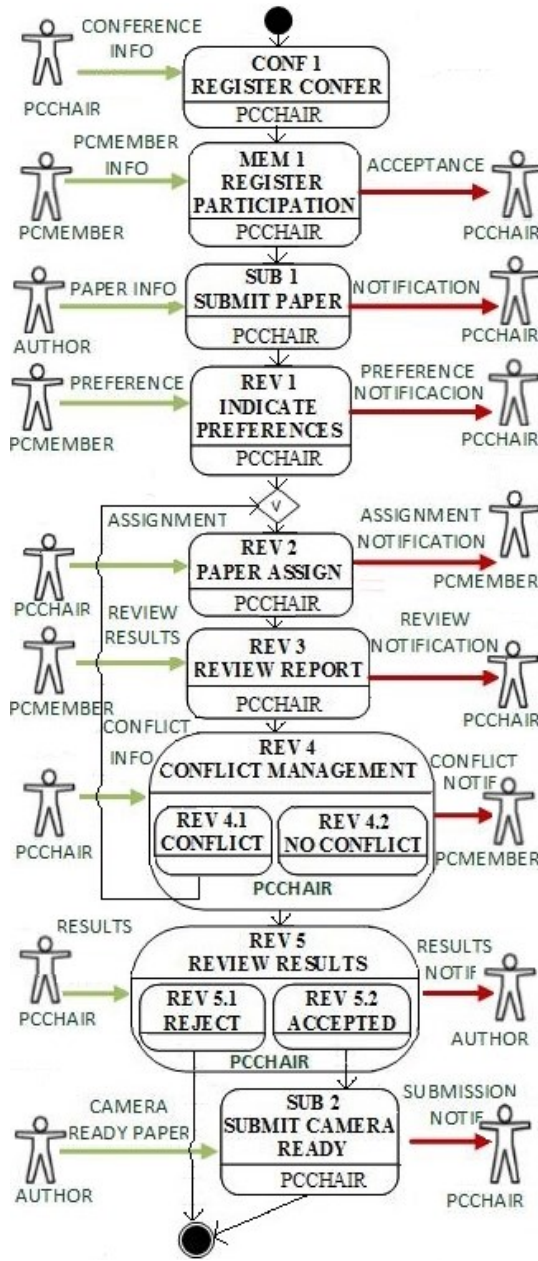 CONFERENCE
INFO
PCCHAIR
CONF 1
REGISTER CONFER
PCCHAIR
PCMEMBER
INFO
PCMEMBER
MEM 1
REGISTER
PARTICIPATION
PCCHAIR
ACCEPTANCE
PCCHAIR
PAPER INFO
AUTHOR
SUB 1
SUBMIT PAPER
PCCHAIR
NOTIFICATION
PCCHAIR
PREFERENCE
PCMEMBER
REV 1
INDICATE
PREFERENCES
PCCHAIR
PREFERENCE
NOTIFICACION
PCCHAIR
V
ASSIGNMENT
PCCHAIR
REV 2
PAPER ASSIGN
PCCHAIR
ASSIGNMENT
NOTIFICATION
PCMEMBER
REVIEW
RESULTS
PCMEMBER
REV 3
REVIEW REPORT
PCCHAIR
REVIEW
NOTIFICATION
PCCHAIR
CONFLICT
INFO
PCCHAIR
REV 4
CONFLICT MANAGEMENT
REV 4.1
CONFLICT
REV 4.2
NO CONFLICT
PCCHAIR
CONFLICT
NOTIF
PCMEMBER
RESULTS
PCCHAIR
REV 5
REVIEW RESULTS
REV 5.1
REJECT
REV 5.2
ACCEPTED
PCCHAIR
RESULTS
NOTIF
AUTHOR
CAMERA
READY PAPER
AUTHOR
SUB 2
SUBMIT CAMERA
READY
PCCHAIR
SUBMISSION
NOTIF
PCCHAIR